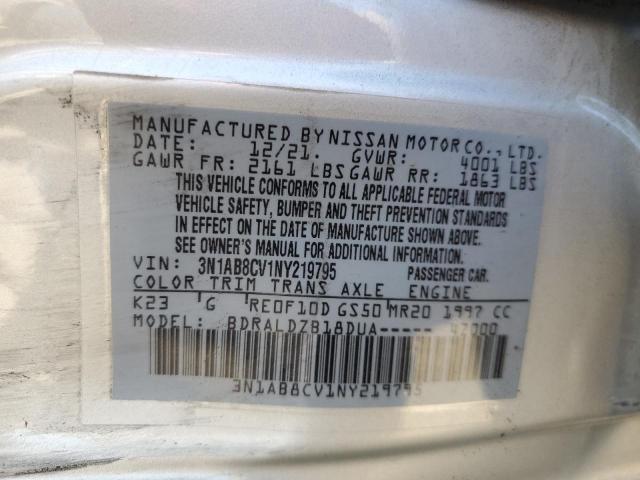 MANUFACTURED BY NISSAN MOTOR CO., LTD.
DATE: 12/21. GVWR: 4001 LBS
GAWR FR: 2161 LBS GAWR RR: 1863 LBS
THIS VEHICLE CONFORMS TO ALL APPLICABLE FEDERAL MOTOR
VEHICLE SAFETY, BUMPER AND THEFT PREVENTION STANDARDS
IN EFFECT ON THE DATE OF MANUFACTURE SHOWN ABOVE.
SEE OWNER'S MANUAL FOR ADDITIONAL INFORMATION.
VIN: 3N1AB8CV1NY219795 PASSENGER CAR.
COLOR TRIM TRANS AXLE ENGINE
K23 G RE0F10D GS50 MR20 1997 CC
MODEL: BDRALDZB18DUA---- 47000
3N1AB8CV1NY219795